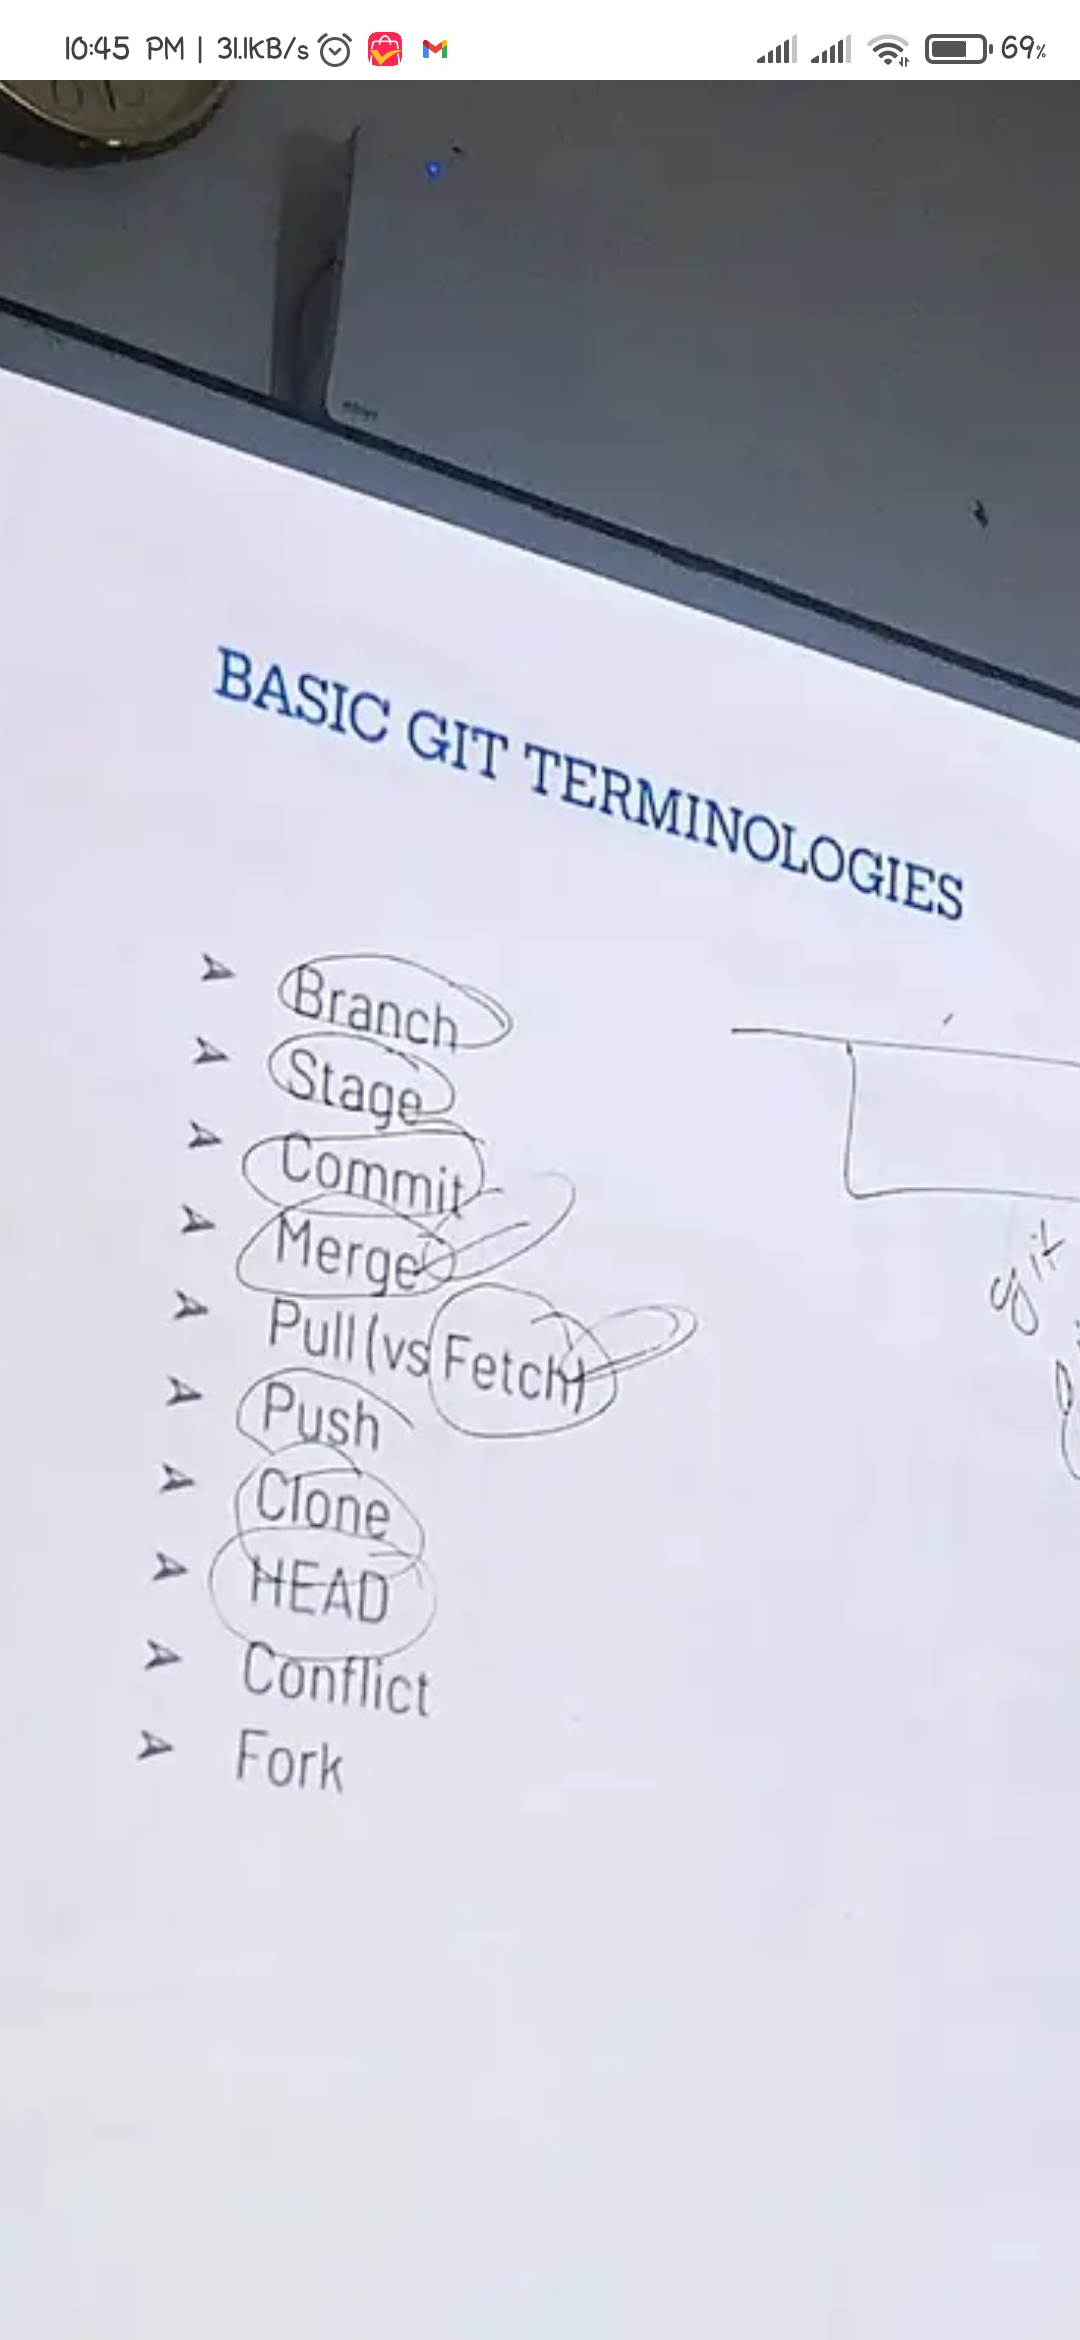 10:45 PM | 31.1KB/s 69%
BASIC GIT TERMINOLOGIES
➤ Branch
➤ Stage
➤ Commit
➤ Merge
➤ Pull (vs Fetch)
➤ Push
➤ Clone
➤ HEAD
➤ Conflict
➤ Fork
git